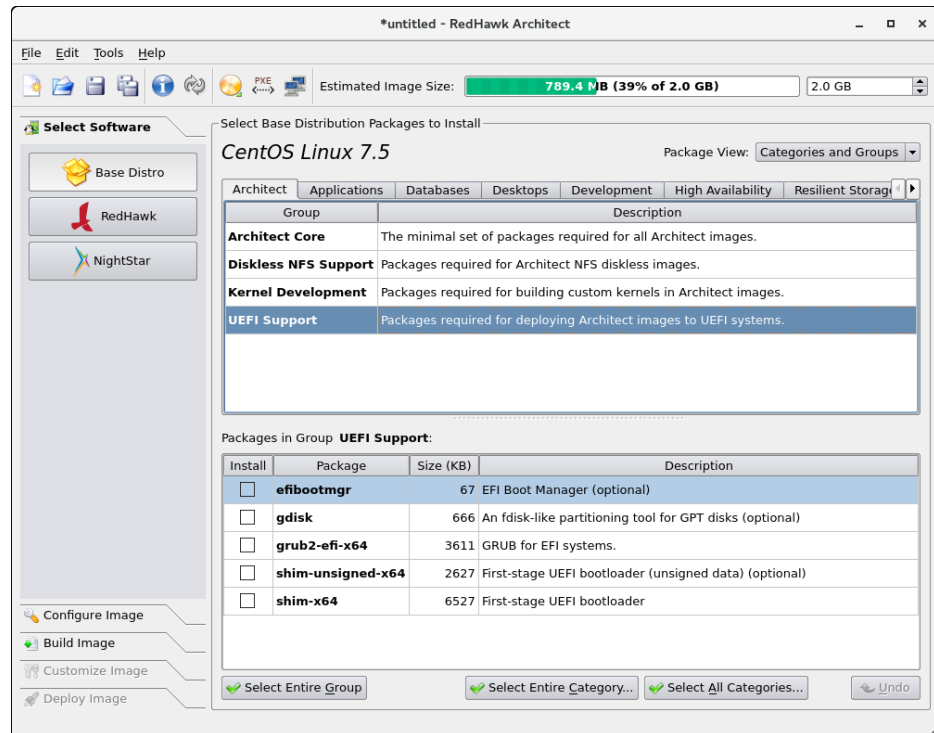 *untitled - RedHawk Architect
File Edit Tools Help
PXE Estimated Image Size: 789.4 MB (39% of 2.0 GB) 2.0 GB
Select Software
Base Distro
RedHawk
NightStar
Configure Image
Build Image
Customize Image
Deploy Image
Select Base Distribution Packages to Install
CentOS Linux 7.5
Package View: Categories and Groups
Architect Applications Databases Desktops Development High Availability Resilient Storag
Group Description
Architect Core The minimal set of packages required for all Architect images.
Diskless NFS Support Packages required for Architect NFS diskless images.
Kernel Development Packages required for building custom kernels in Architect images.
UEFI Support Packages required for deploying Architect images to UEFI systems.
Packages in Group UEFI Support:
Install Package Size (KB) Description
efibootmgr 67 EFI Boot Manager (optional)
gdisk 666 An fdisk-like partitioning tool for GPT disks (optional)
grub2-efi-x64 3611 GRUB for EFI systems.
shim-unsigned-x64 2627 First-stage UEFI bootloader (unsigned data) (optional)
shim-x64 6527 First-stage UEFI bootloader
Select Entire Group Select Entire Category... Select All Categories... Undo